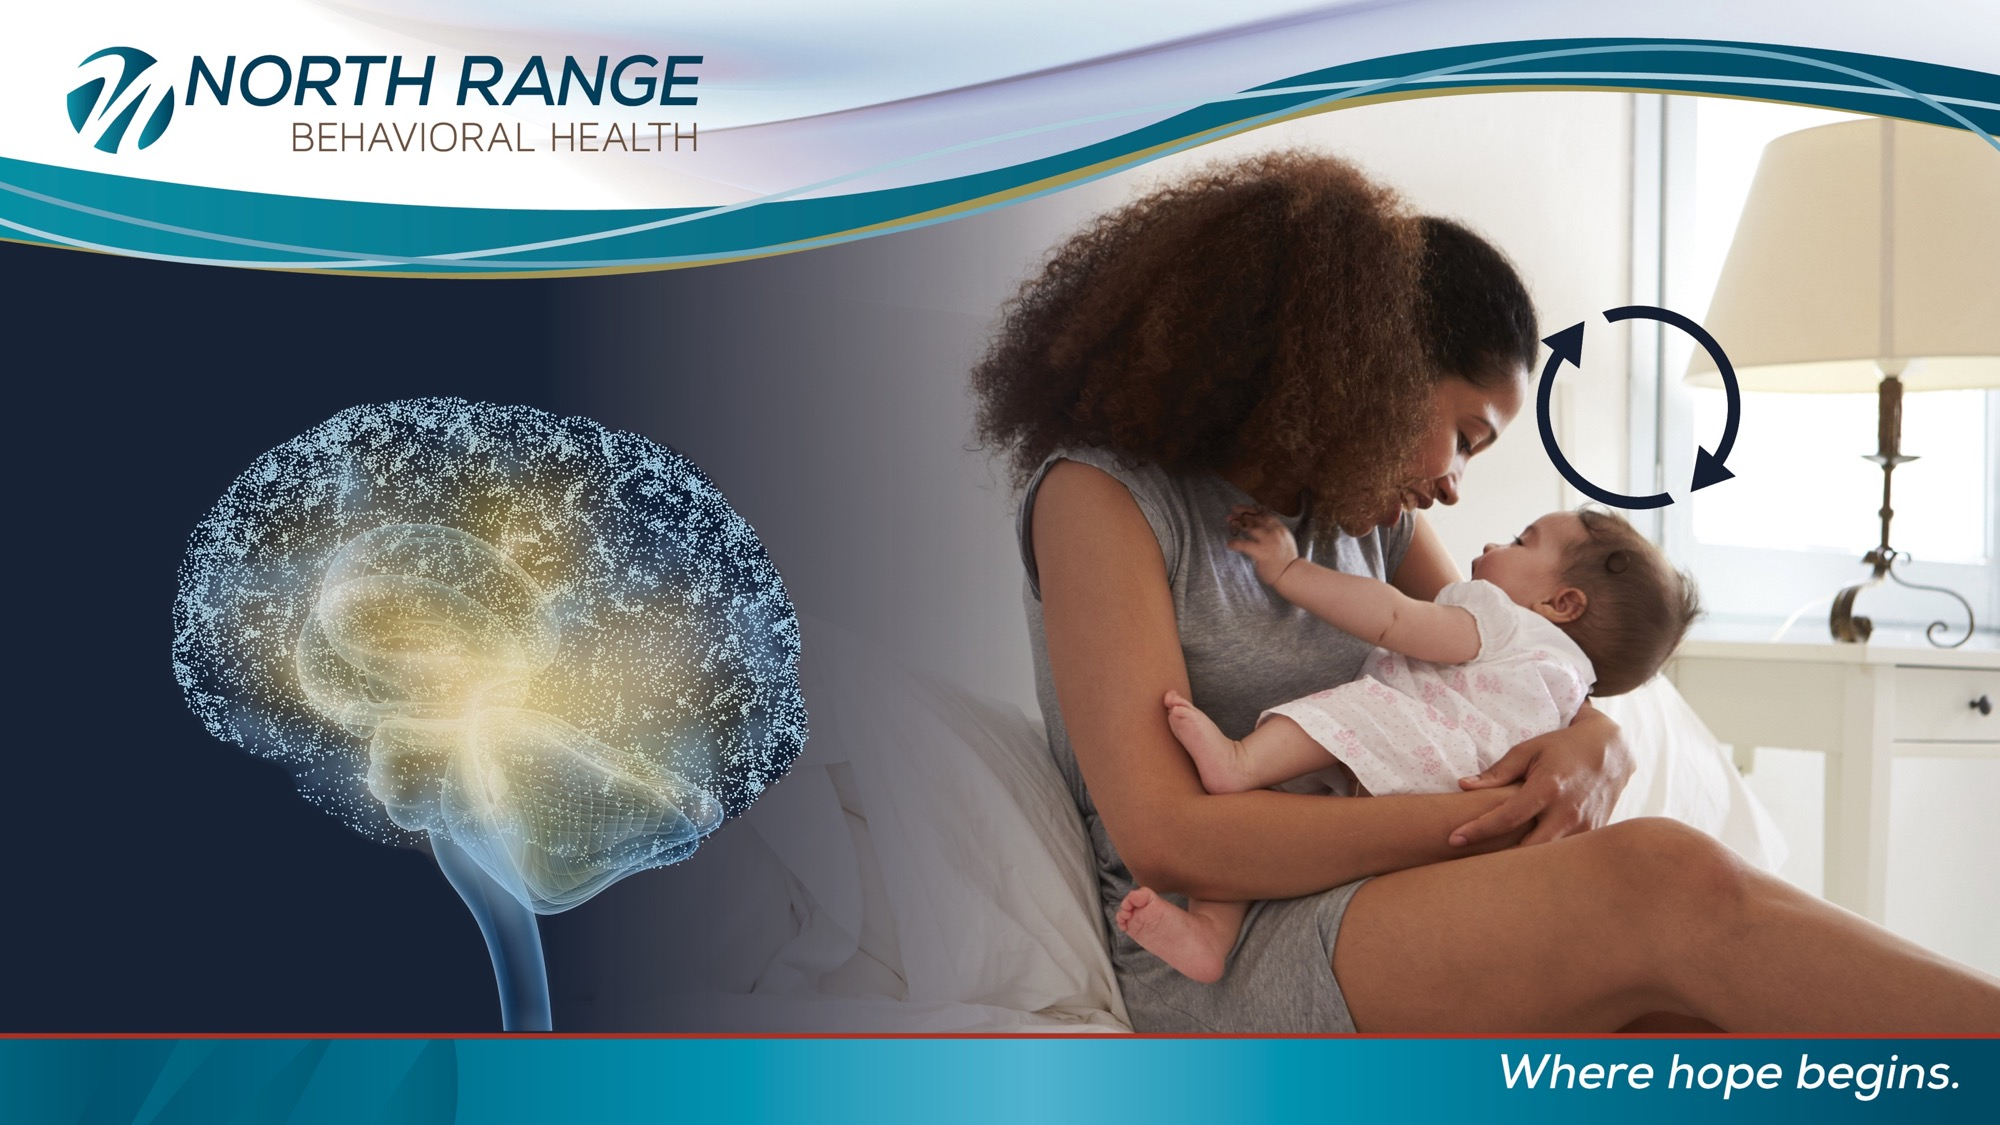 NORTH RANGE
BEHAVIORAL HEALTH
Where hope begins.